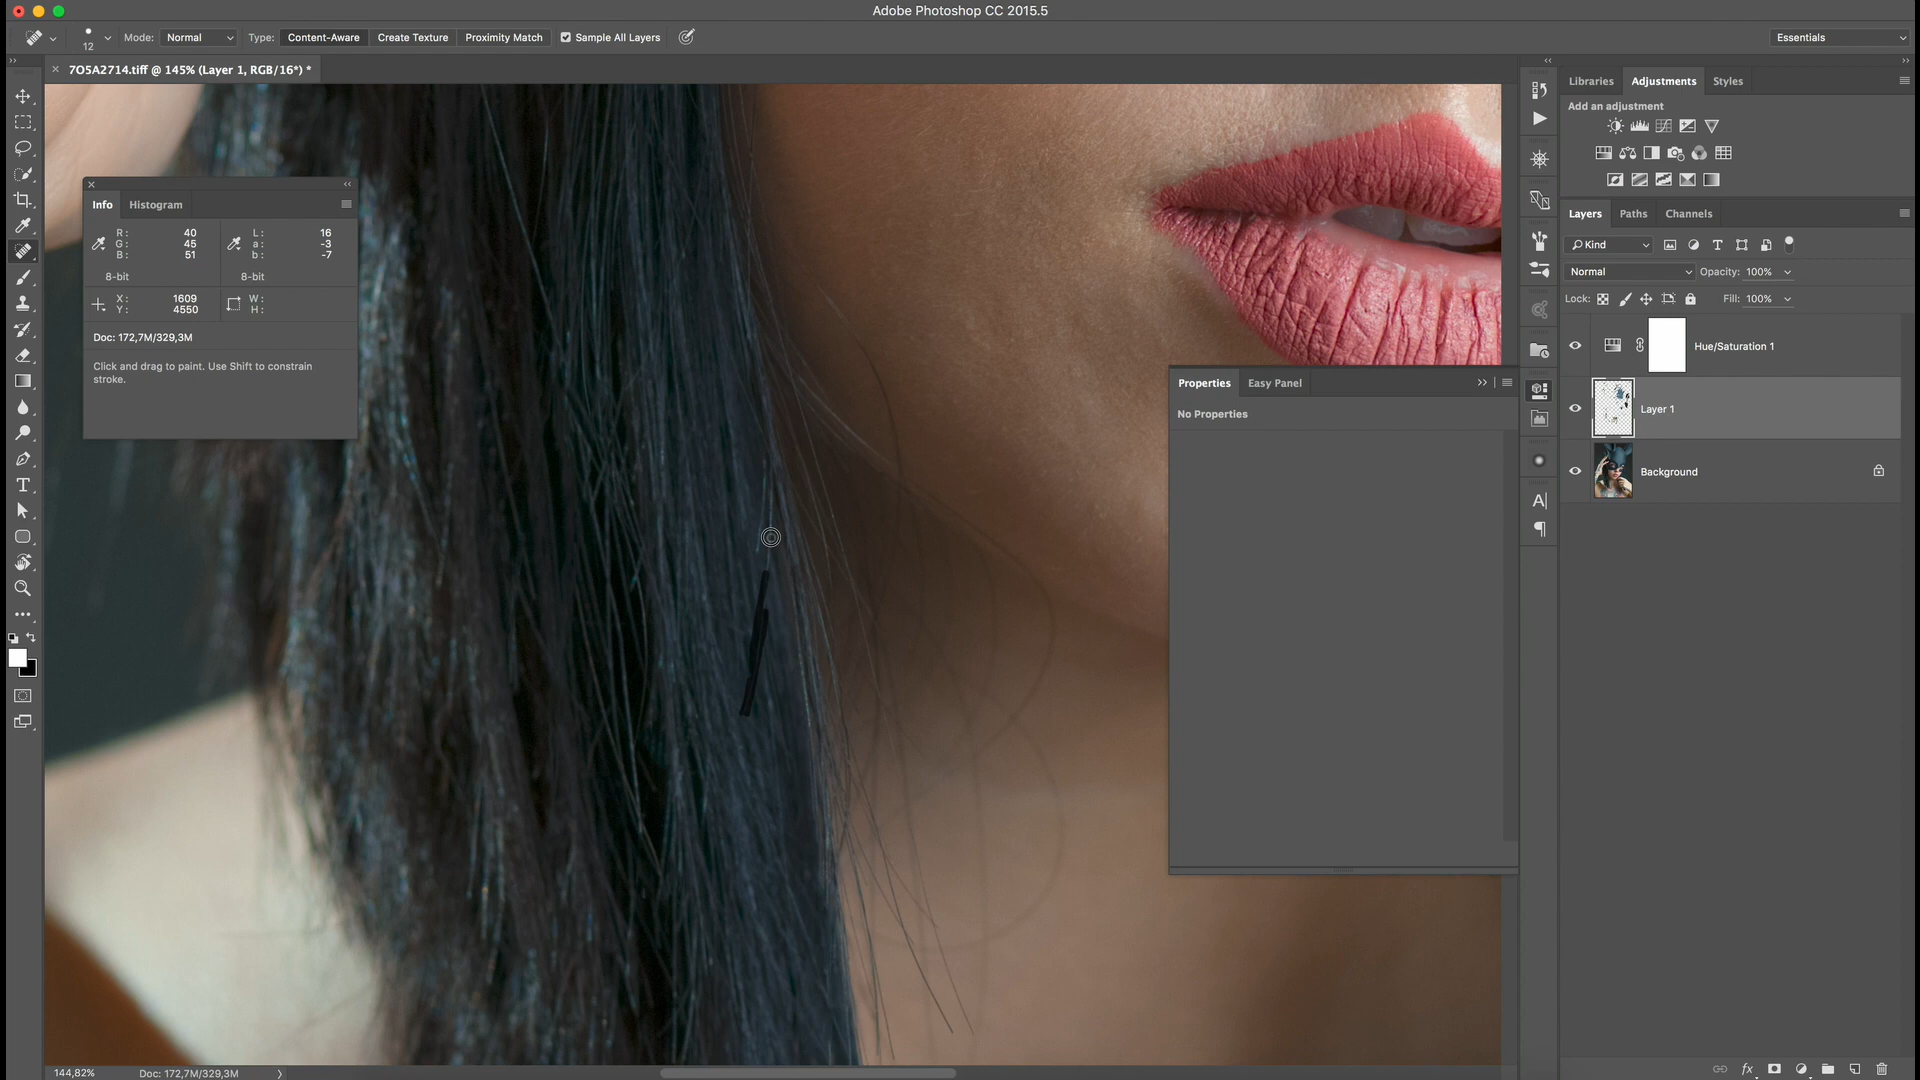 Adobe Photoshop CC 2015.5
12
Mode: Normal
Type: Content-Aware Create Texture Proximity Match
Sample All Layers
Essentials
7O5A2714.tiff @ 145% (Layer 1, RGB/16*) *
Info Histogram
R: 40
G: 45
B: 51
L: 16
a: -3
b: -7
8-bit 8-bit
X: 1609
Y: 4550
W:
H:
Doc: 172,7M/329,3M
Click and drag to paint. Use Shift to constrain
stroke.
Properties Easy Panel
No Properties
Libraries Adjustments Styles
Add an adjustment
Layers Paths Channels
Kind
Normal Opacity: 100%
Lock: Fill: 100%
Hue/Saturation 1
Layer 1
Background
144,82% Doc: 172,7M/329,3M